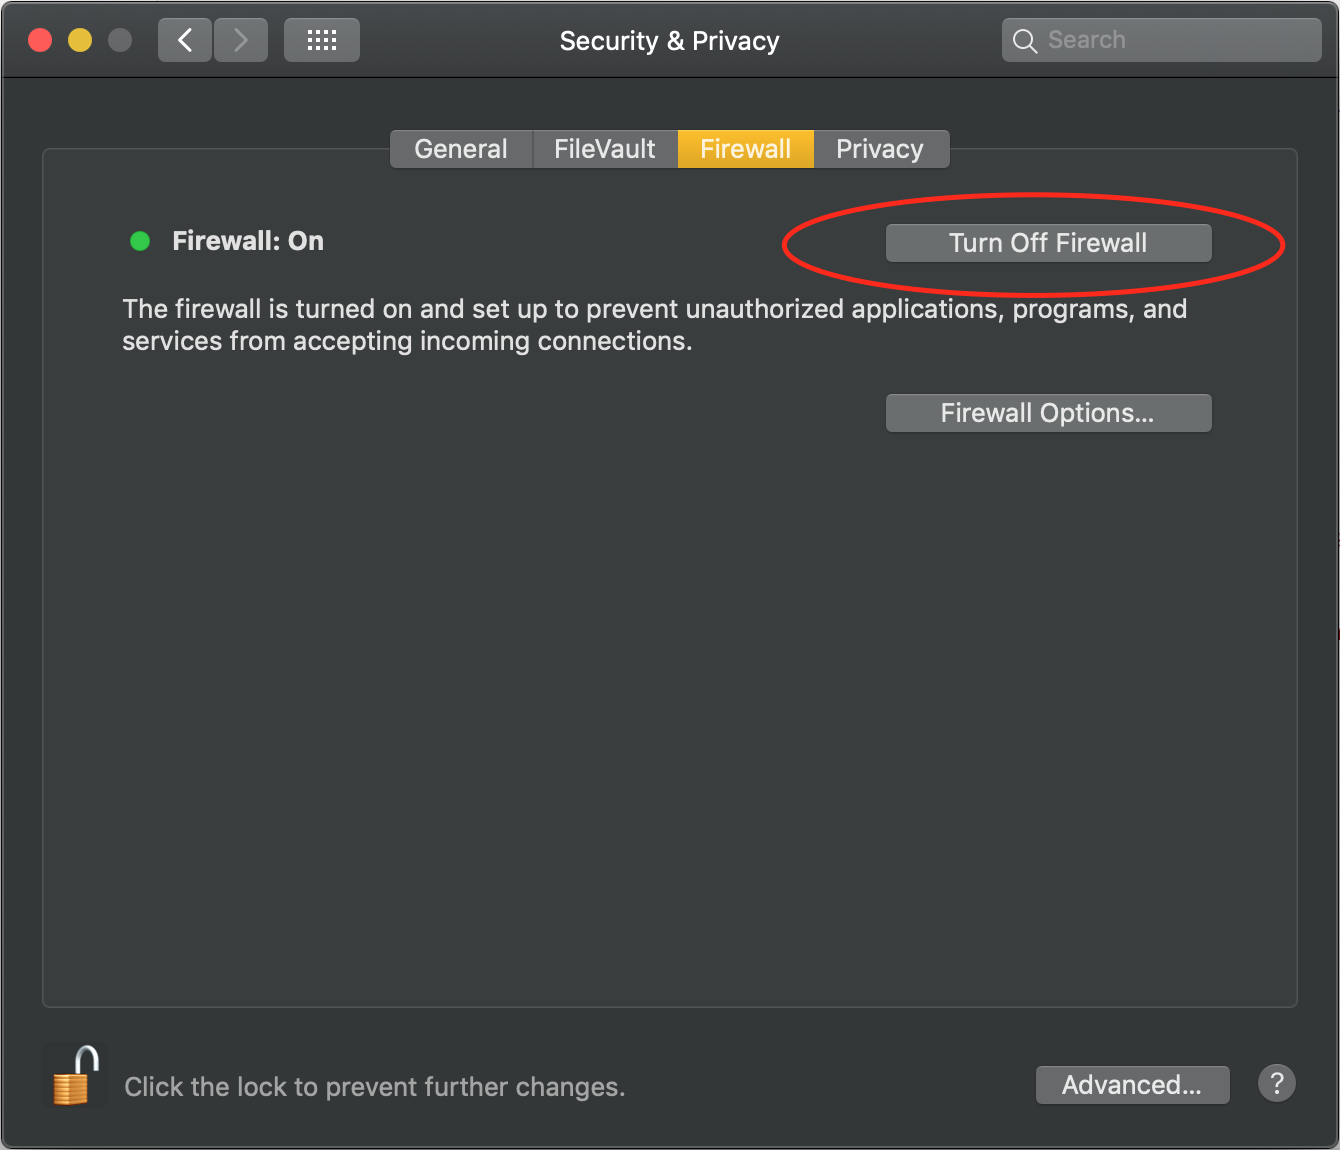 Security & Privacy
Search
General
FileVault
Firewall
Privacy
Firewall: On
Turn Off Firewall
The firewall is turned on and set up to prevent unauthorized applications, programs, and
services from accepting incoming connections.
Firewall Options...
Click the lock to prevent further changes.
Advanced...
?